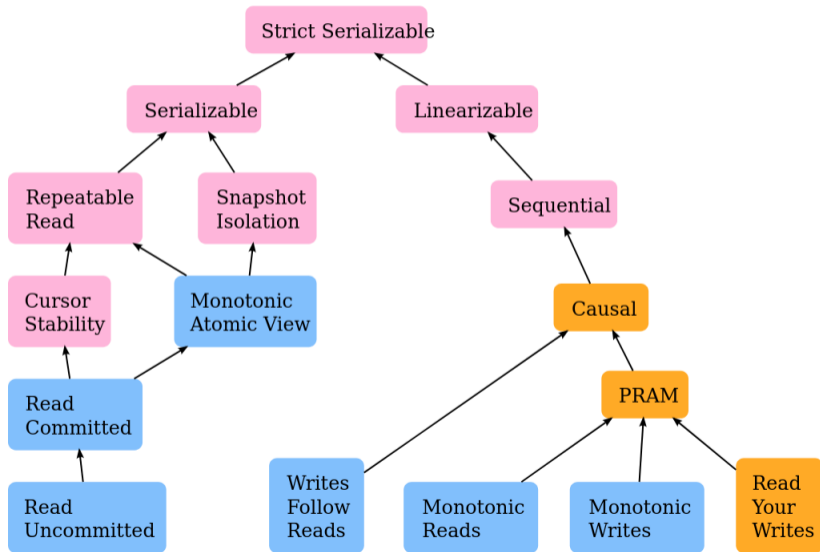 Strict Serializable
Serializable
Linearizable
Repeatable
Read
Snapshot
Isolation
Sequential
Cursor
Stability
Monotonic
Atomic View
Causal
Read
Committed
PRAM
Read
Uncommitted
Writes
Follow
Reads
Monotonic
Reads
Monotonic
Writes
Read
Your
Writes